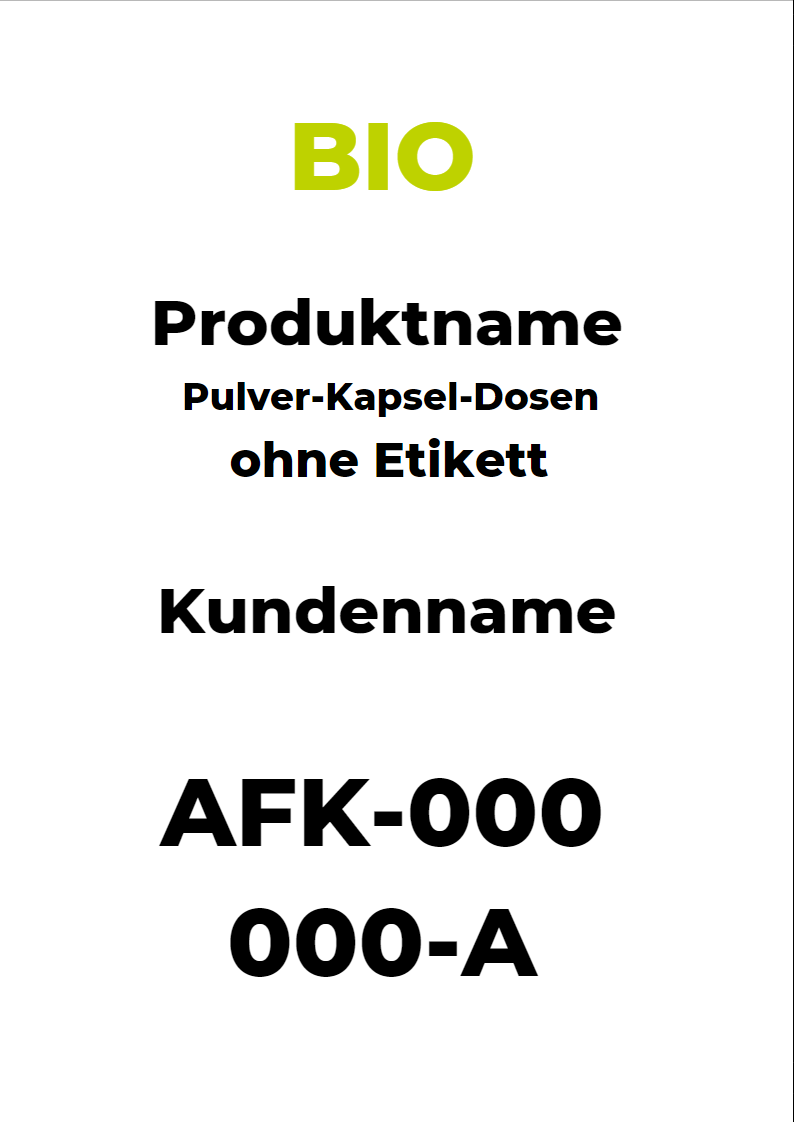 BIO
Produktname
Pulver-Kapsel-Dosen
ohne Etikett
Kundenname
AFK-000
000-A